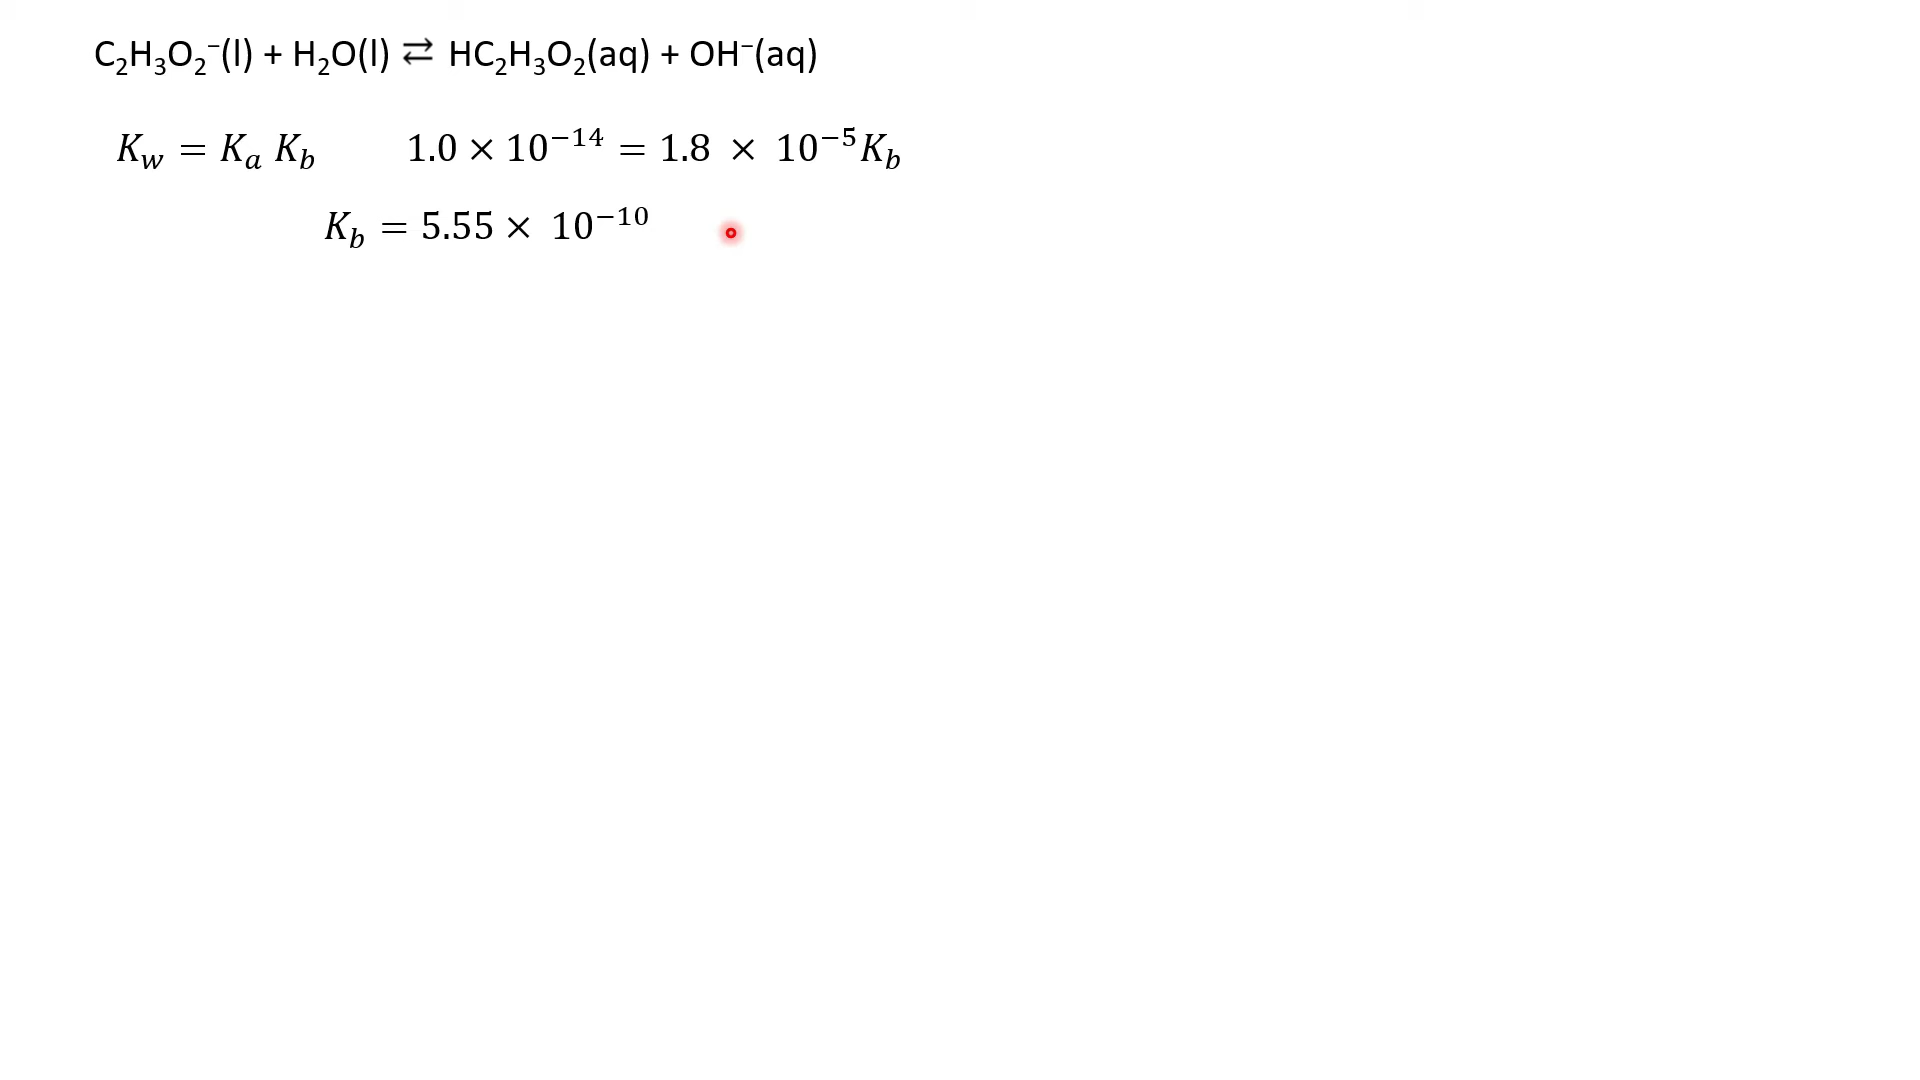 C₂H₃O₂⁻(l) + H₂O(l) ⇄ HC₂H₃O₂(aq) + OH⁻(aq)
K_w = K_a K_b 1.0 × 10⁻¹⁴ = 1.8 × 10⁻⁵K_b
K_b = 5.55 × 10⁻¹⁰